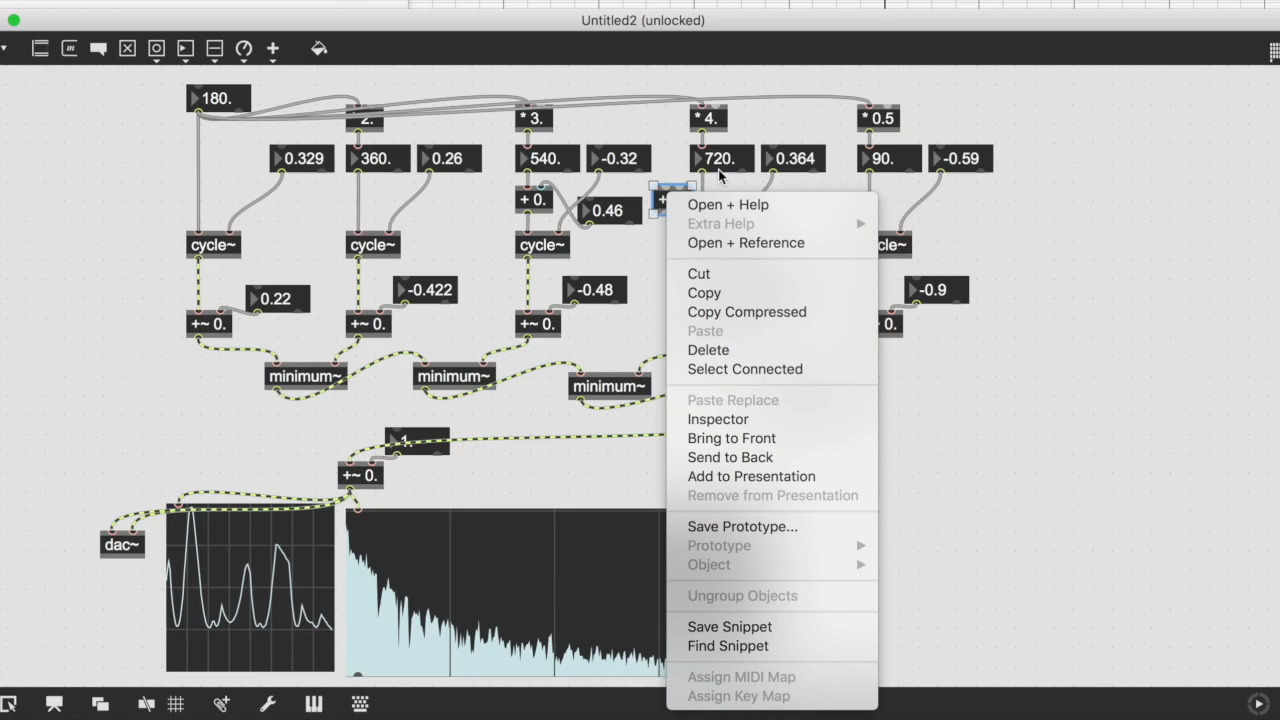 Untitled2 (unlocked)
180.
2.
* 3.
* 4.
* 0.5
0.329
360.
0.26
540.
-0.32
720.
0.364
90.
-0.59
+ 0.
0.46
+
cycle~
cycle~
cycle~
cle~
0.22
-0.422
-0.48
-0.9
+~ 0.
+~ 0.
+~ 0.
0.
minimum~
minimum~
minimum~
1.
+~ 0.
dac~
Open + Help
Extra Help
Open + Reference
Cut
Copy
Copy Compressed
Paste
Delete
Select Connected
Paste Replace
Inspector
Bring to Front
Send to Back
Add to Presentation
Remove from Presentation
Save Prototype...
Prototype
Object
Ungroup Objects
Save Snippet
Find Snippet
Assign MIDI Map
Assign Key Map